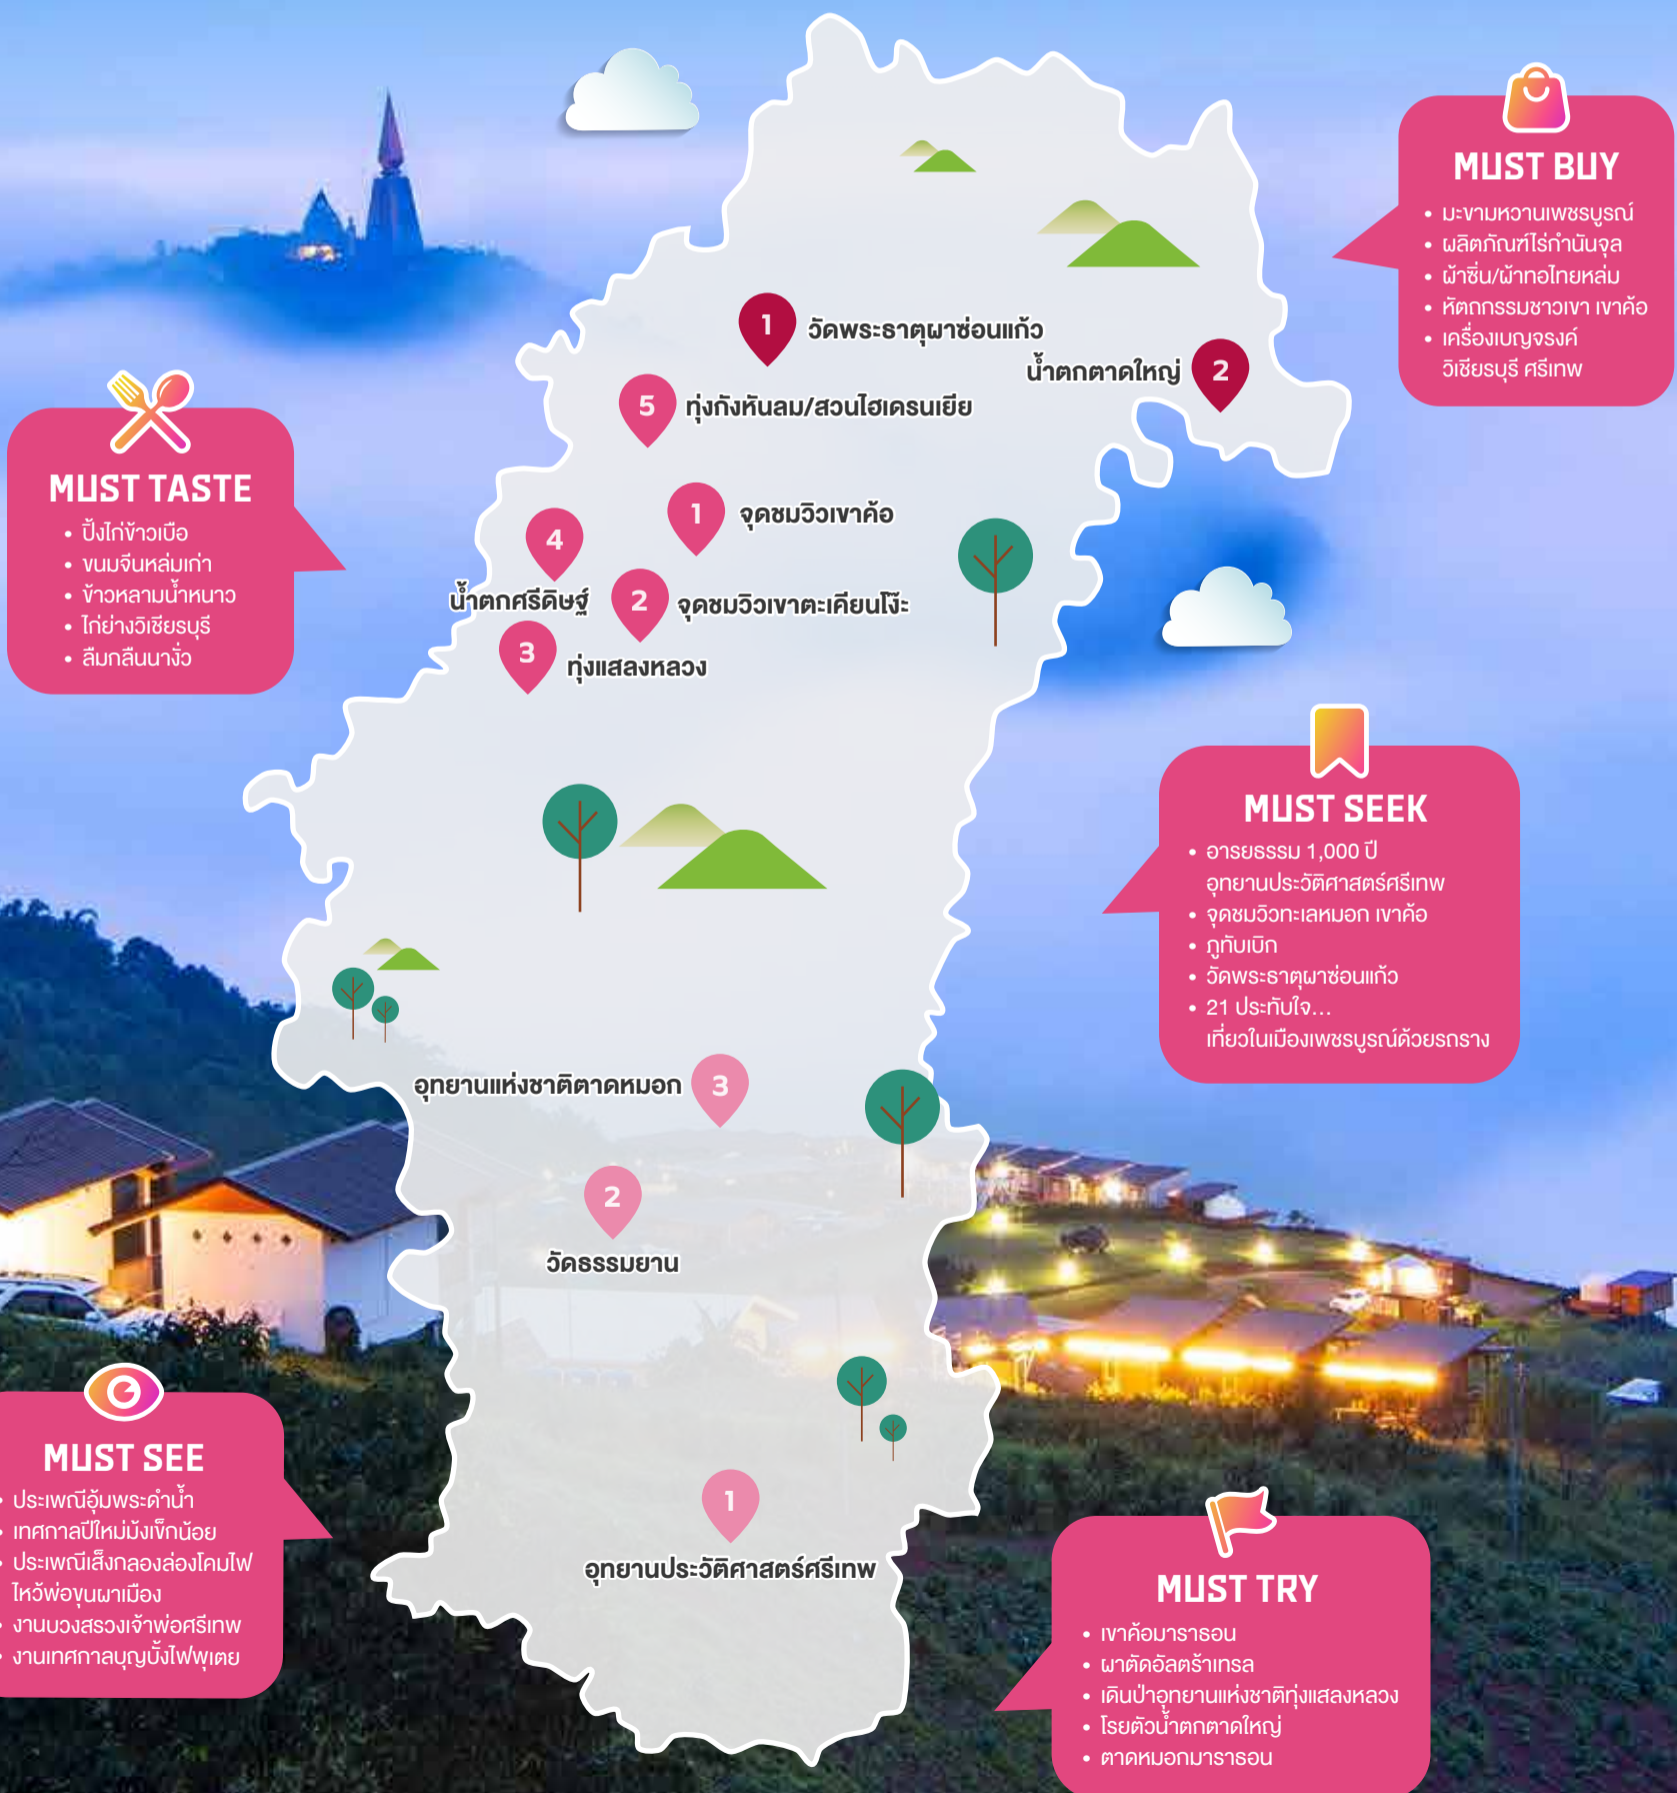 MUST BUY
• มะขามหวานเพชรบูรณ์
• ผลิตภัณฑ์ไร่กำนันจุล
• ผ้าซิ่น/ผ้าทอไทยหล่ม
• หัตถกรรมชาวเขา เขาค้อ
• เครื่องเบญจรงค์
วิเชียรบุรี ศรีเทพ
1 วัดพระธาตุผาซ่อนแก้ว
น้ำตกตาดใหญ่ 2
5 ทุ่งกังหันลม/สวนไฮเดรนเยีย
MUST TASTE
• ปิ้งไก่ข้าวเบือ
• ขนมจีนหล่มเก่า
• ข้าวหลามน้ำหนาว
• ไก่ย่างวิเชียรบุรี
• ลืมกลืนนางั่ว
1 จุดชมวิวเขาค้อ
4
น้ำตกศรีดิษฐ์
2 จุดชมวิวเขาตะเคียนโง๊ะ
3 ทุ่งแสลงหลวง
MUST SEEK
• อารยธรรม 1,000 ปี
อุทยานประวัติศาสตร์ศรีเทพ
• จุดชมวิวทะเลหมอก เขาค้อ
• ภูทับเบิก
• วัดพระธาตุผาซ่อนแก้ว
• 21 ประทับใจ...
เที่ยวในเมืองเพชรบูรณ์ด้วยรถราง
อุทยานแห่งชาติตาดหมอก 3
2
วัดธรรมยาน
MUST SEE
• ประเพณีอุ้มพระดำน้ำ
• เทศกาลปีใหม่ม้งเข็กน้อย
• ประเพณีเส็งกลองล่องโคมไฟ
ไหว้พ่อขุนผาเมือง
• งานบวงสรวงเจ้าพ่อศรีเทพ
• งานเทศกาลบุญบั้งไฟพุเตย
1
อุทยานประวัติศาสตร์ศรีเทพ
MUST TRY
• เขาค้อมาราธอน
• ผาตัดอัลตร้าเทรล
• เดินป่าอุทยานแห่งชาติทุ่งแสลงหลวง
• โรยตัวน้ำตกตาดใหญ่
• ตาดหมอกมาราธอน